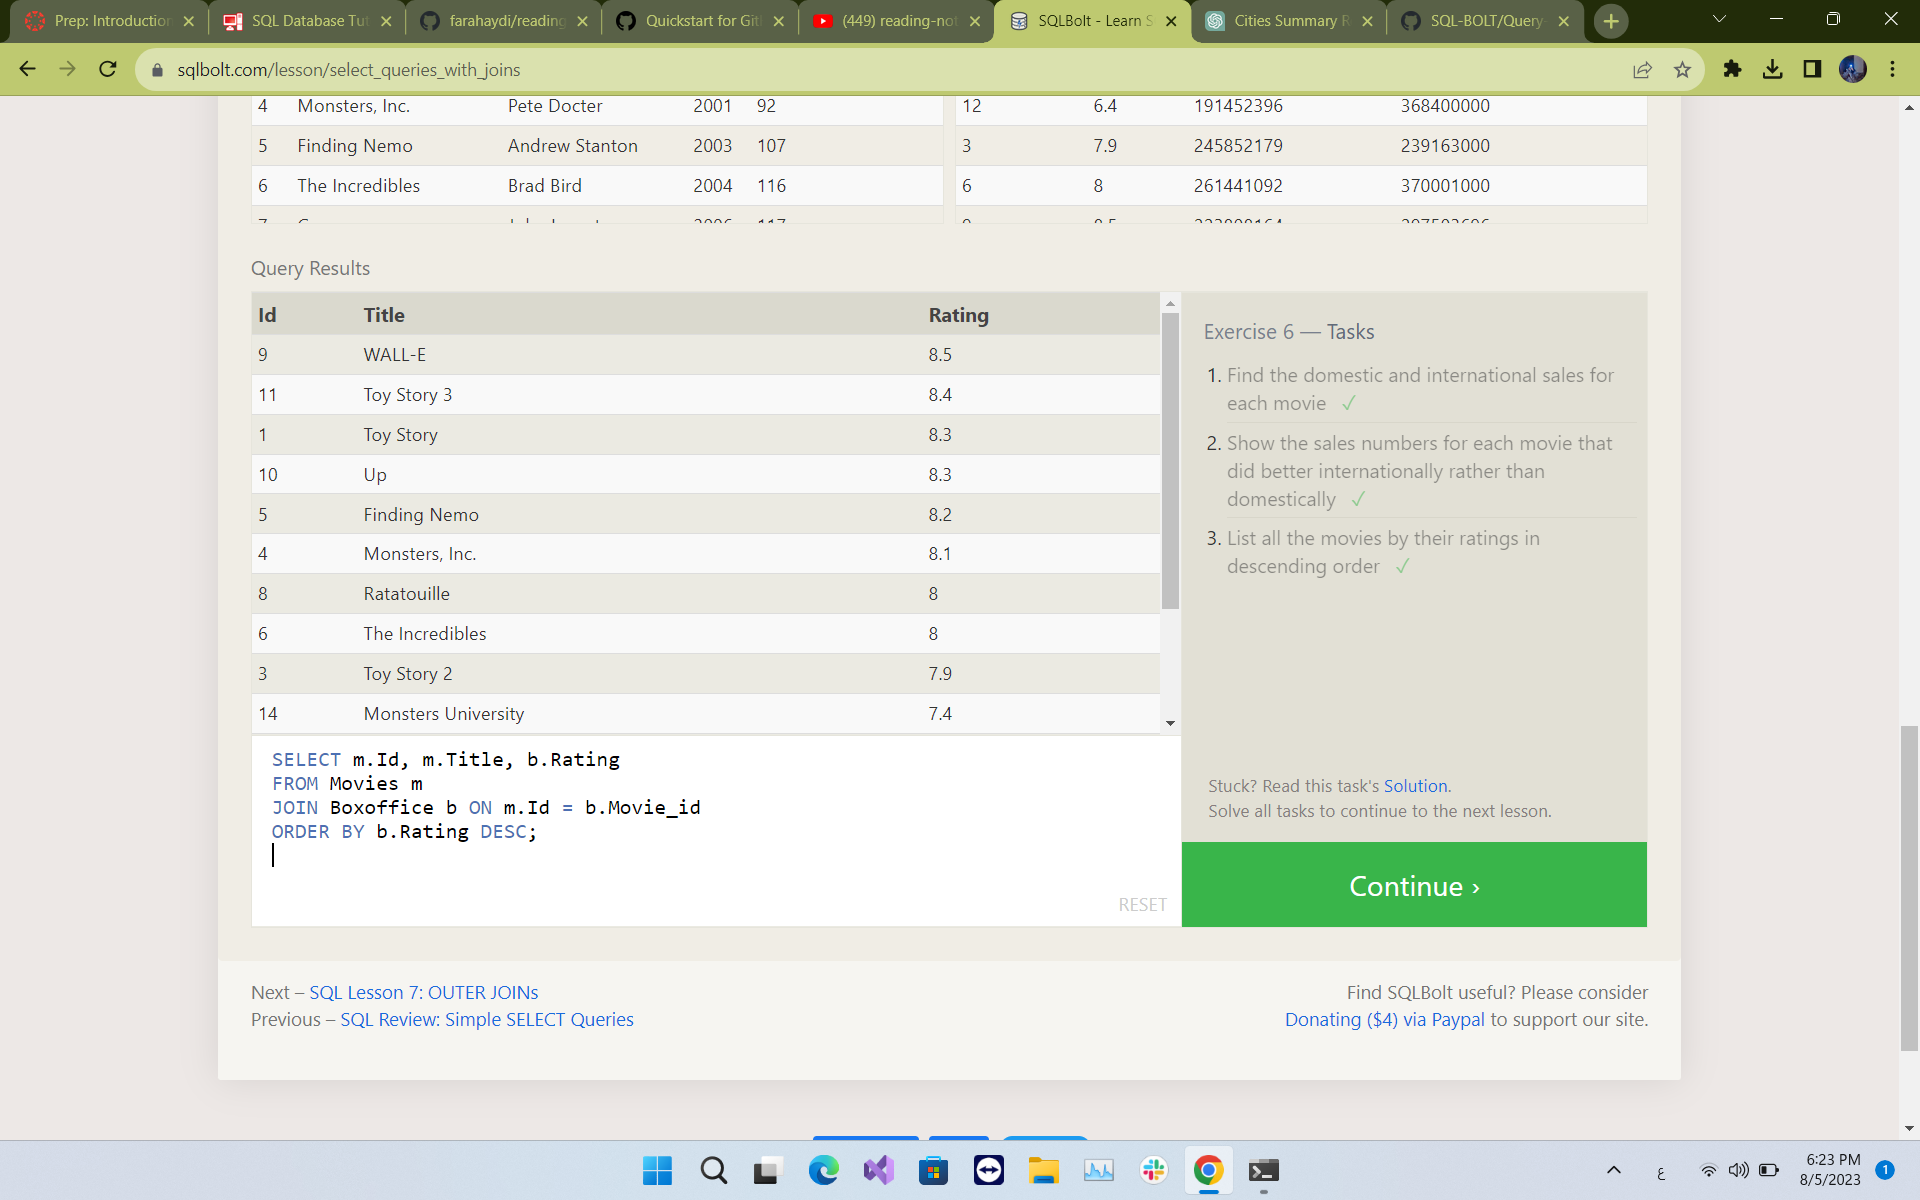 Prep: Introduction
SQL Database Tut
farahaydi/reading
Quickstart for Git
(449) reading-not
SQLBolt - Learn S
Cities Summary R
SQL-BOLT/Query-
sqlbolt.com/lesson/select_queries_with_joins
4 Monsters, Inc. Pete Docter 2001 92
12 6.4 191452396 368400000
5 Finding Nemo Andrew Stanton 2003 107
3 7.9 245852179 239163000
6 The Incredibles Brad Bird 2004 116
6 8 261441092 370001000
Query Results
Id Title Rating
9 WALL-E 8.5
11 Toy Story 3 8.4
1 Toy Story 8.3
10 Up 8.3
5 Finding Nemo 8.2
4 Monsters, Inc. 8.1
8 Ratatouille 8
6 The Incredibles 8
3 Toy Story 2 7.9
14 Monsters University 7.4
Exercise 6 — Tasks
1. Find the domestic and international sales for
each movie ✓
2. Show the sales numbers for each movie that
did better internationally rather than
domestically ✓
3. List all the movies by their ratings in
descending order ✓
SELECT m.Id, m.Title, b.Rating
FROM Movies m
JOIN Boxoffice b ON m.Id = b.Movie_id
ORDER BY b.Rating DESC;
RESET
Stuck? Read this task's Solution.
Solve all tasks to continue to the next lesson.
Continue ›
Next – SQL Lesson 7: OUTER JOINs
Previous – SQL Review: Simple SELECT Queries
Find SQLBolt useful? Please consider
Donating ($4) via Paypal to support our site.
ع
6:23 PM
8/5/2023
1